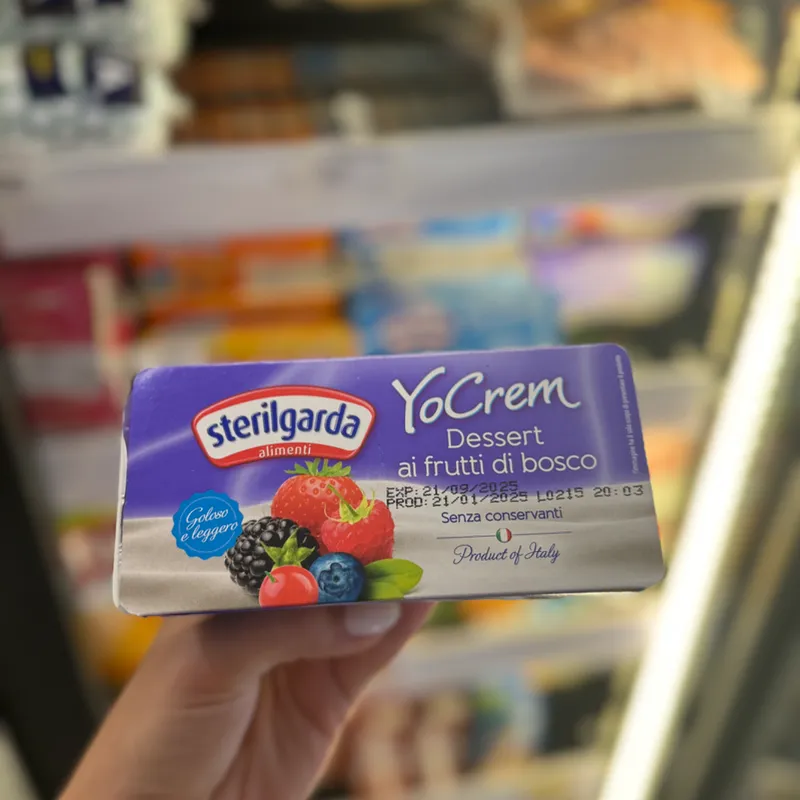 sterilgarda
alimenti
YoCrem
Dessert
ai frutti di bosco
EXP: 21/09/2025
PROD: 21/01/2025 L0215 20:03
Senza conservanti
Product of Italy
Goloso
e leggero